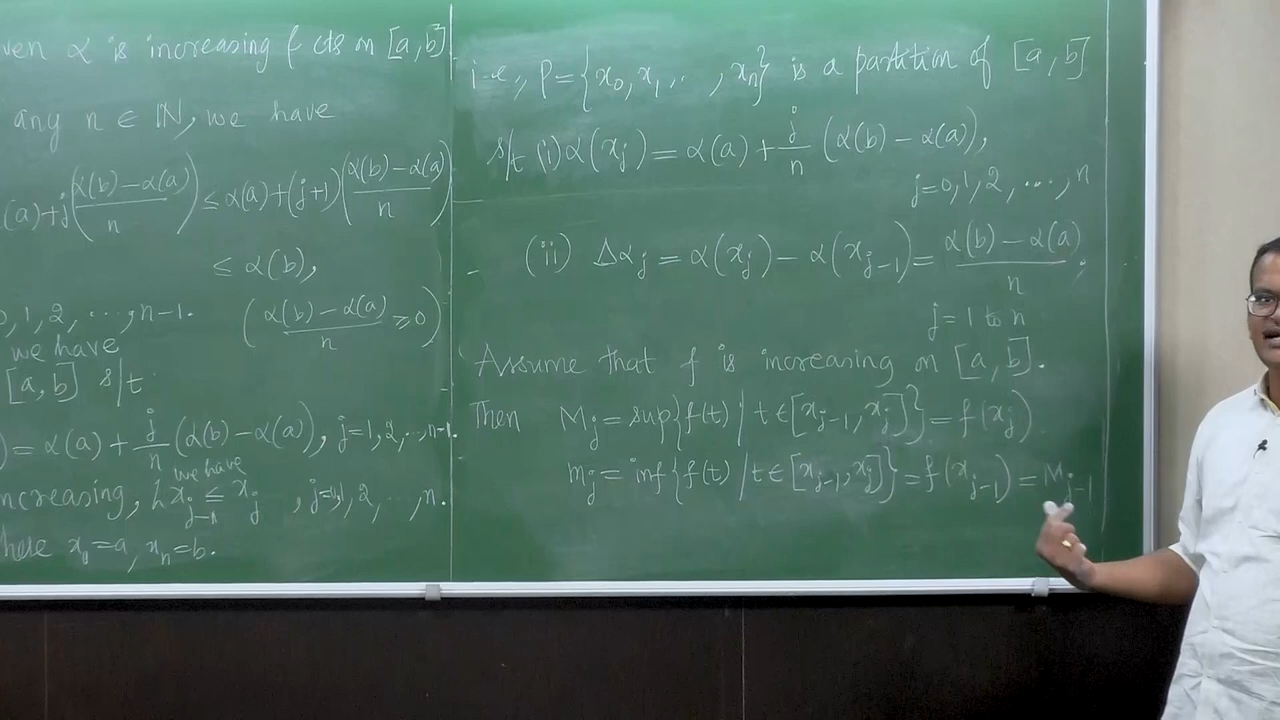 ven α is increasing f cts on [a,b]
any n ∈ ℕ, we have
(a)+j((α(b)−α(a))/n) ≤ α(a)+(j+1)((α(b)−α(a))/n)
≤ α(b),
0, 1, 2, ..., n-1. ((α(b)−α(a))/n ≥ 0)
we have
[a,b] s/t
) = α(a) + j/n (α(b)−α(a)), j=1,2,..,n-1.
we have
ncreasing, x_{j-1} ≤ x_j, j=1,2, .., n.
here x_0=a, x_n=b.
i.e., P={x_0, x_1, .. , x_n} is a partition of [a,b]
s/t (i) α(x_j) = α(a) + j/n (α(b)−α(a)),
j=0,1,2, ..., n
(ii) Δα_j = α(x_j) − α(x_{j-1}) = (α(b)−α(a))/n ;
j=1 to n
Assume that f is increasing on [a,b].
Then M_j = sup{f(t) | t∈[x_{j-1}, x_j]} = f(x_j)
m_j = inf{f(t) | t∈[x_{j-1}, x_j]} = f(x_{j-1}) = M_{j-1}